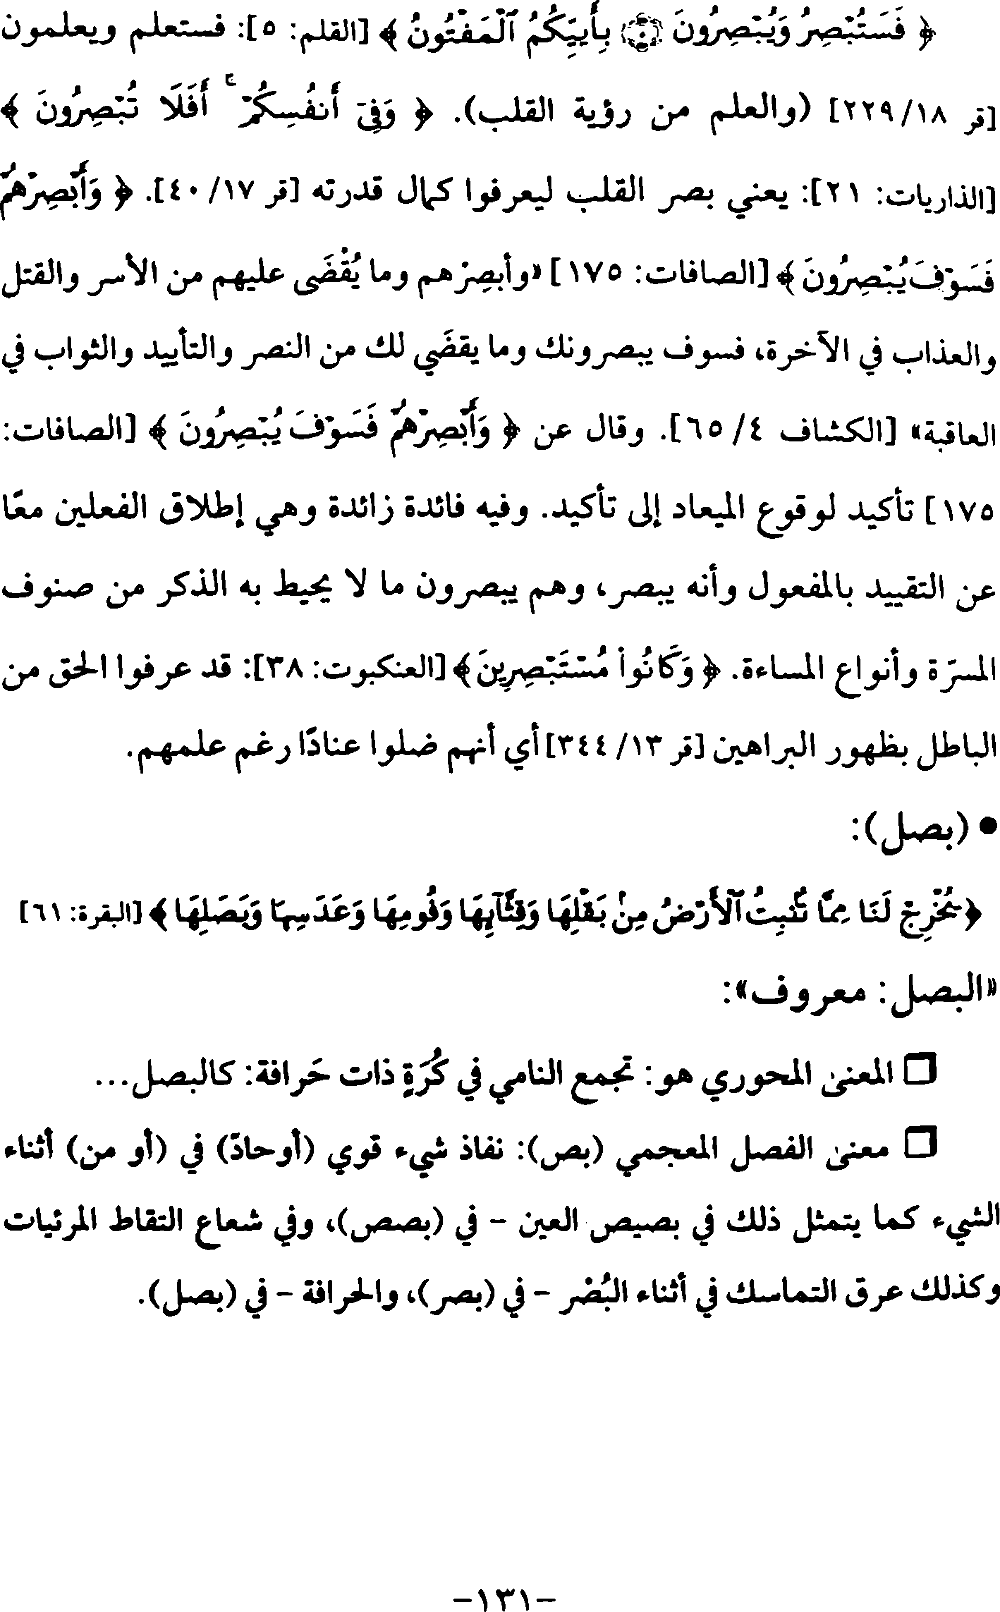 ﴿ فَسَتُبْصِرُ وَيُبْصِرُونَ ۝ بِأَييِّكُمُ ٱلْمَفْتُونُ ﴾ [القلم: ٥]: فستعلم ويعلمون
[قر ١٨/ ٢٢٩] (والعلم من رؤية القلب). ﴿ وَفِىٓ أَنفُسِكُمْ ۚ أَفَلَا تُبْصِرُونَ ﴾
[الذاريات: ٢١]: يعني بصر القلب ليعرفوا كمال قدرته [قر ١٧/ ٤٠]. ﴿ وَأَبْصِرْهُمْ
فَسَوْفَ يُبْصِرُونَ ﴾ [الصافات: ١٧٥] «وأبصِرْهم وما يُقْضَى عليهم من الأسر والقتل
والعذاب في الآخرة، فسوف يبصرونك وما يقضَي لك من النصر والتأييد والثواب في
العاقبة» [الكشاف ٤/ ٦٥]. وقال عن ﴿ وَأَبْصِرْهُمْ فَسَوْفَ يُبْصِرُونَ ﴾ [الصافات:
١٧٥] تأكيد لوقوع الميعاد إلى تأكيد. وفيه فائدة زائدة وهي إطلاق الفعلين معًا
عن التقييد بالمفعول وأنه يبصر، وهم يبصرون ما لا يحيط به الذكر من صنوف
المسرّة وأنواع المساءة. ﴿ وَكَانُوا۟ مُسْتَبْصِرِينَ ﴾ [العنكبوت: ٣٨]: قد عرفوا الحق من
الباطل بظهور البراهين [قر ١٣/ ٣٤٤] أي أنهم ضلوا عنادًا رغم علمهم.
• (بصل):
﴿ يُخْرِجْ لَنَا مِمَّا تُنۢبِتُ ٱلْأَرْضُ مِنۢ بَقْلِهَا وَقِثَّآئِهَا وَفُومِهَا وَعَدَسِهَا وَبَصَلِهَا ﴾ [البقرة: ٦١]
«البصل: معروف»:
❒ المعنى المحوري هو: تجمع النامي في كُرَةٍ ذات حَرافة: كالبصل...
❒ معنى الفصل المعجمي (بص): نفاذ شيء قوي (أوحادّ) في (أو من) أثناء
الشيء كما يتمثل ذلك في بصيص العين - في (بصص)، وفي شعاع التقاط المرئيات
وكذلك عرق التماسك في أثناء البُصْر - في (بصر)، والحرافة - في (بصل).
-١٣١-